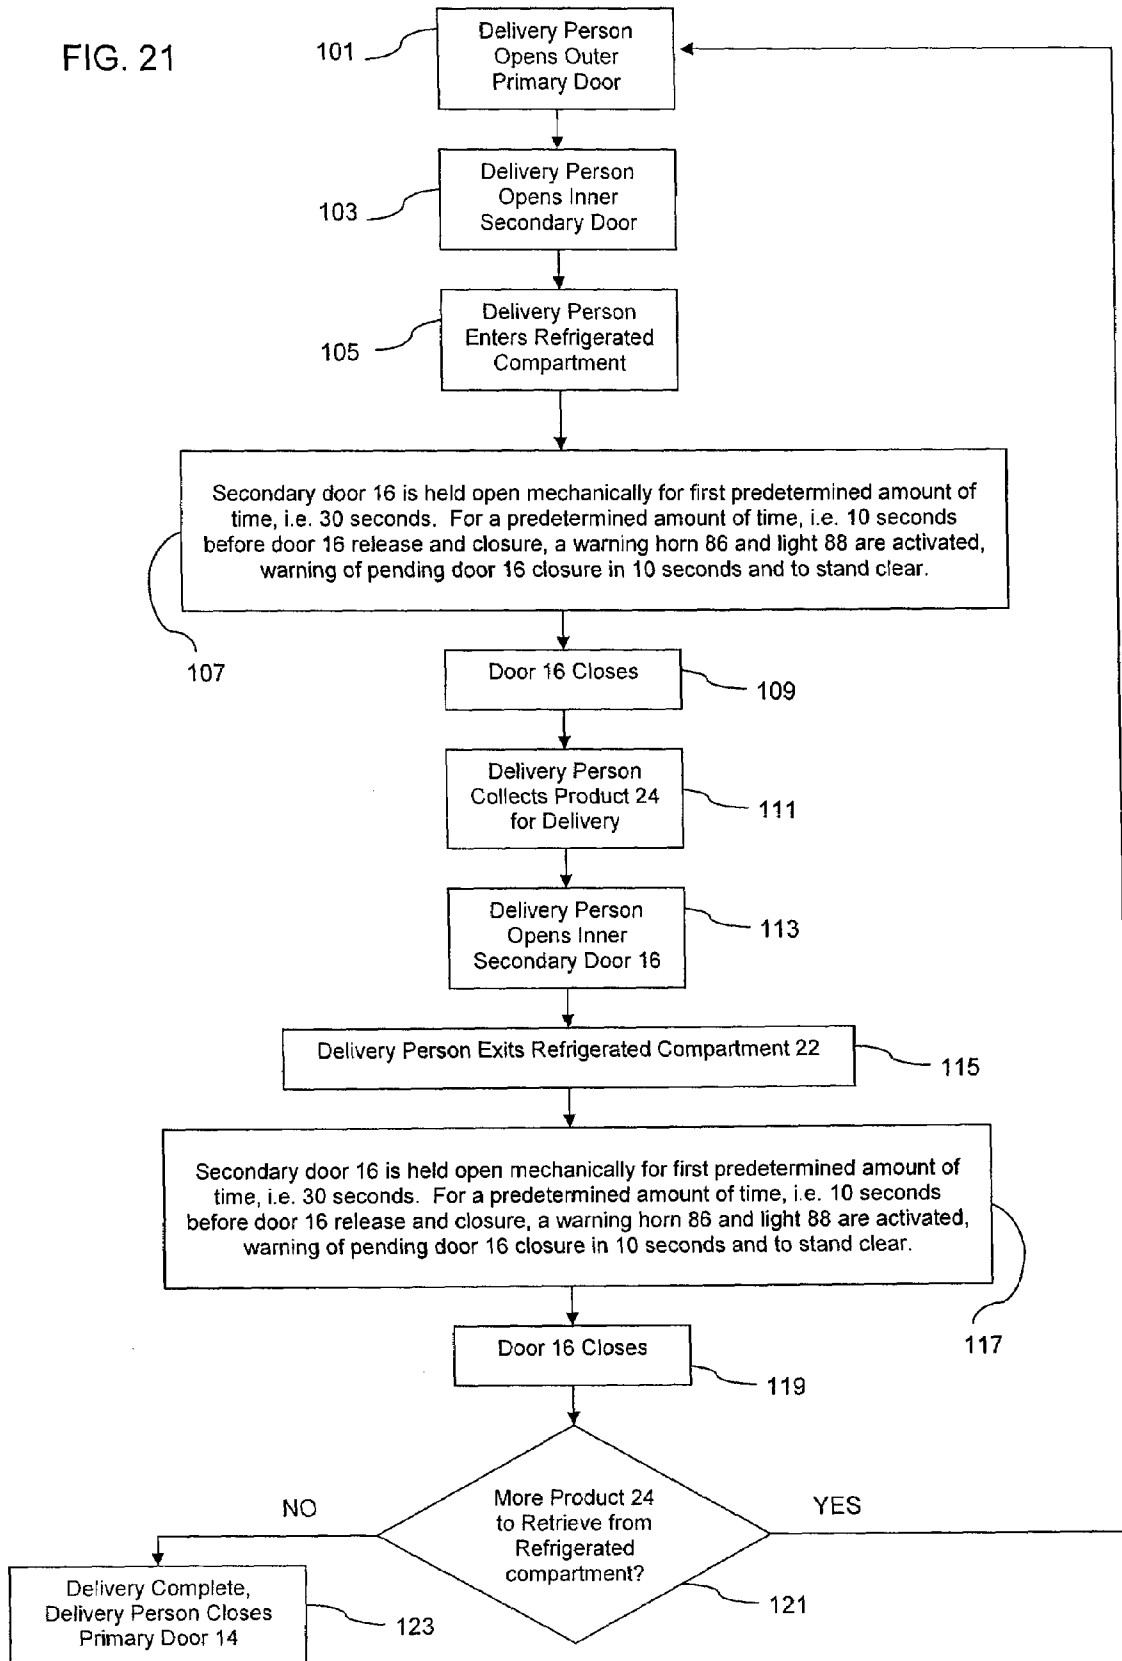 FIG. 21
101
Delivery Person
Opens Outer
Primary Door
103
Delivery Person
Opens Inner
Secondary Door
105
Delivery Person
Enters Refrigerated
Compartment
Secondary door 16 is held open mechanically for first predetermined amount of
time, i.e. 30 seconds. For a predetermined amount of time, i.e. 10 seconds
before door 16 release and closure, a warning horn 86 and light 88 are activated,
warning of pending door 16 closure in 10 seconds and to stand clear.
107
Door 16 Closes
109
Delivery Person
Collects Product 24
for Delivery
111
Delivery Person
Opens Inner
Secondary Door 16
113
Delivery Person Exits Refrigerated Compartment 22
115
Secondary door 16 is held open mechanically for first predetermined amount of
time, i.e. 30 seconds. For a predetermined amount of time, i.e. 10 seconds
before door 16 release and closure, a warning horn 86 and light 88 are activated,
warning of pending door 16 closure in 10 seconds and to stand clear.
117
Door 16 Closes
119
More Product 24
to Retrieve from
Refrigerated
compartment?
121
NO
YES
Delivery Complete,
Delivery Person Closes
Primary Door 14
123